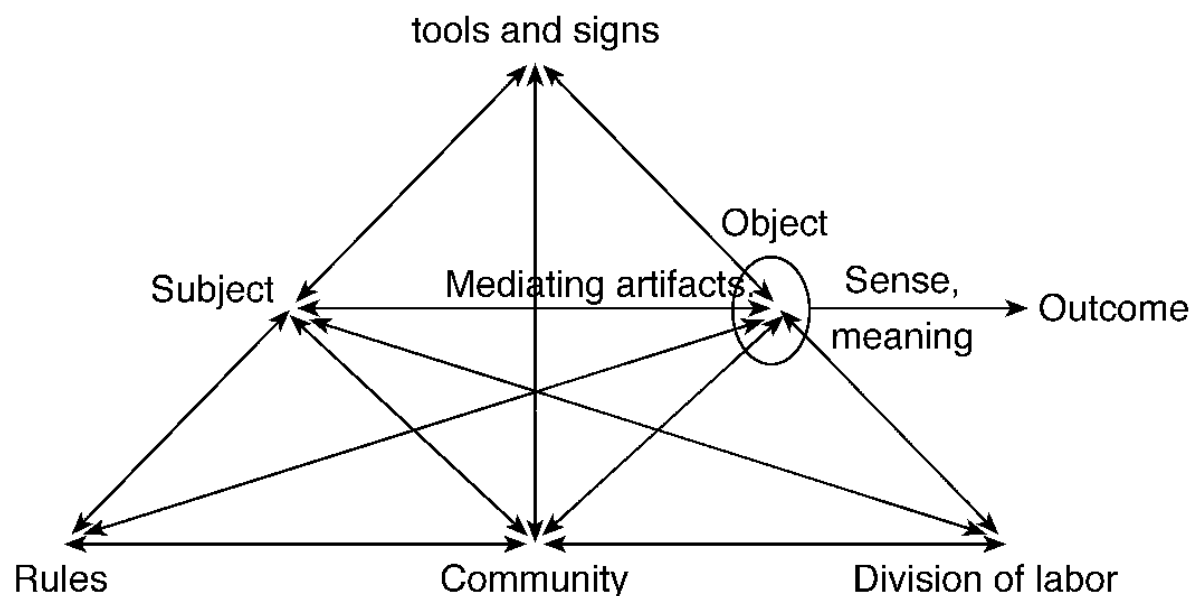 tools and signs
Object
Subject
Mediating artifacts.
Sense,
meaning
Outcome
Rules
Community
Division of labor